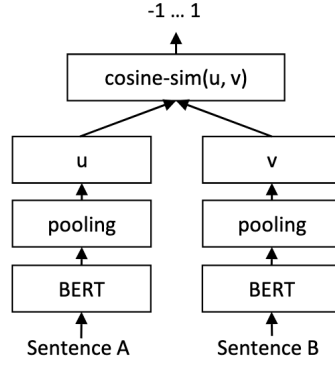 -1 … 1
cosine-sim(u, v)
u
v
pooling
pooling
BERT
BERT
Sentence A
Sentence B